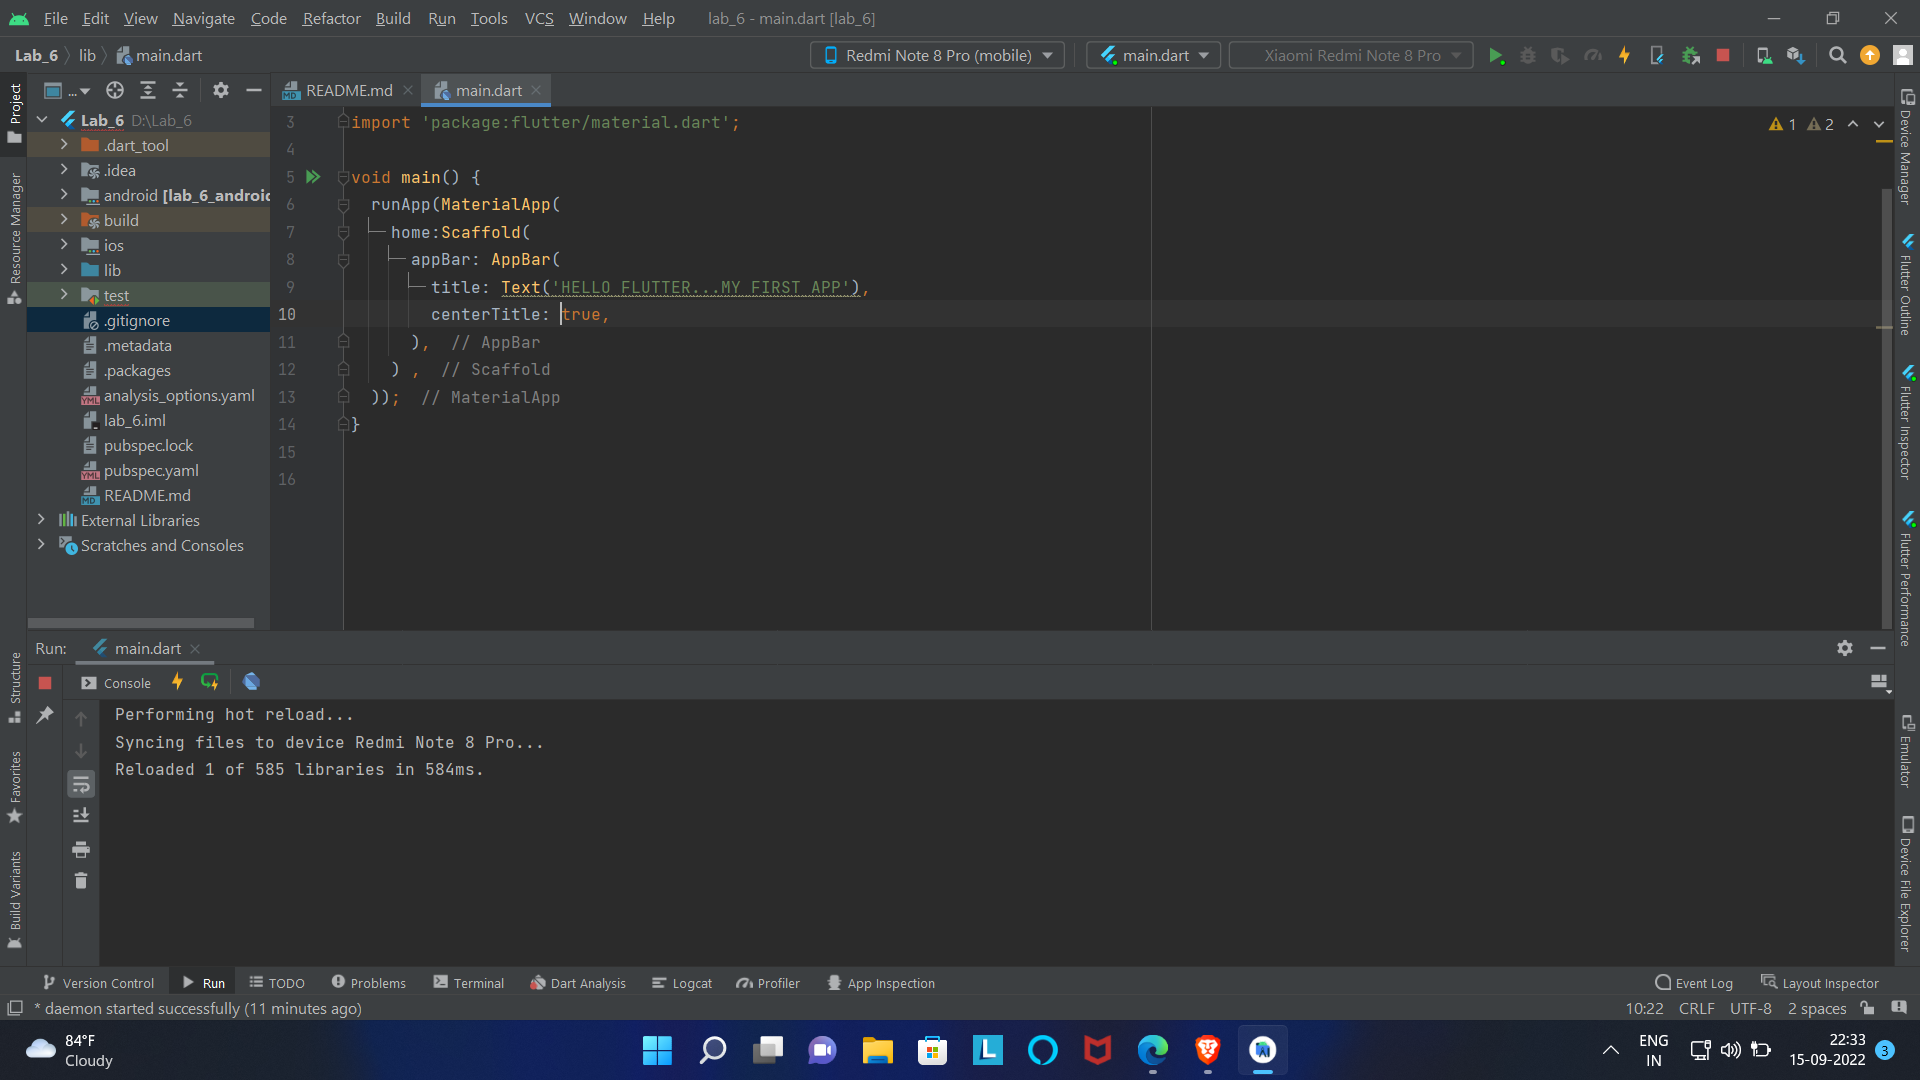 File Edit View Navigate Code Refactor Build Run Tools VCS Window Help lab_6 - main.dart [lab_6]
Lab_6 lib main.dart Redmi Note 8 Pro (mobile) main.dart Xiaomi Redmi Note 8 Pro
... README.md main.dart
Project
Resource Manager
Structure
Favorites
Build Variants
Lab_6 D:\Lab_6
.dart_tool
.idea
android [lab_6_android
build
ios
lib
test
.gitignore
.metadata
.packages
analysis_options.yaml
lab_6.iml
pubspec.lock
pubspec.yaml
README.md
External Libraries
Scratches and Consoles
3 import 'package:flutter/material.dart';
4
5 void main() {
6 runApp(MaterialApp(
7 home:Scaffold(
8 appBar: AppBar(
9 title: Text('HELLO FLUTTER...MY FIRST APP'),
10 centerTitle: true,
11 ), // AppBar
12 ) , // Scaffold
13 )); // MaterialApp
14 }
15
16
1 2
Device Manager
Flutter Outline
Flutter Inspector
Flutter Performance
Emulator
Device File Explorer
Run: main.dart
Console
Performing hot reload...
Syncing files to device Redmi Note 8 Pro...
Reloaded 1 of 585 libraries in 584ms.
Version Control Run TODO Problems Terminal Dart Analysis Logcat Profiler App Inspection Event Log Layout Inspector
* daemon started successfully (11 minutes ago) 10:22 CRLF UTF-8 2 spaces
84°F
Cloudy
ENG
IN
22:33
15-09-2022
3